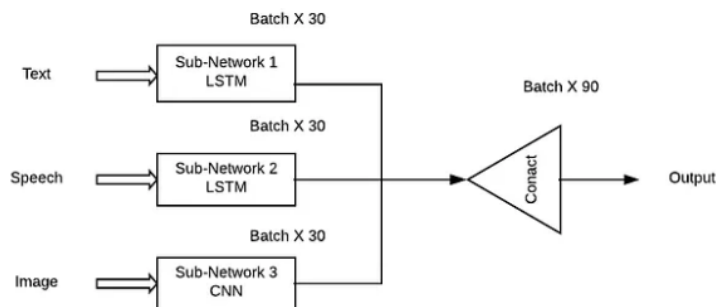 Batch X 30
Text
Sub-Network 1
LSTM
Batch X 90
Batch X 30
Speech
Sub-Network 2
LSTM
Conact
Output
Batch X 30
Image
Sub-Network 3
CNN